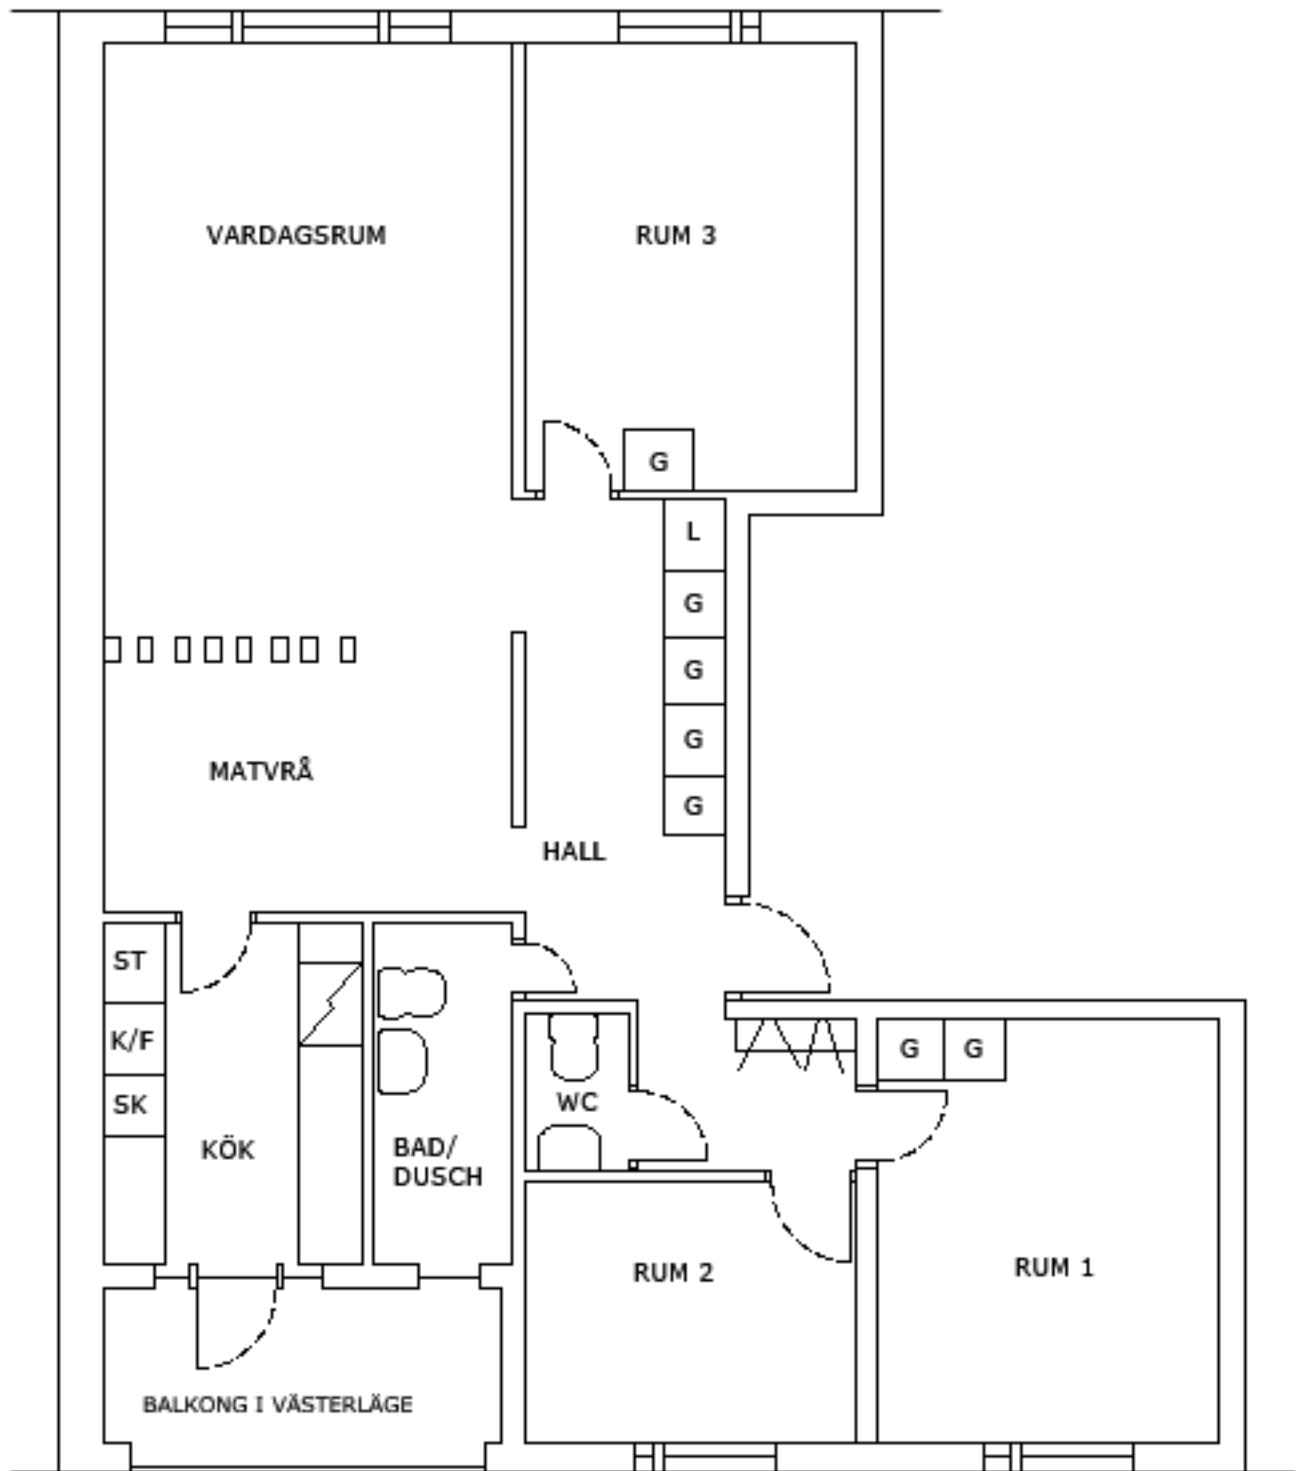 VARDAGSRUM
RUM 3
G
L
G
G
G
G
MATVRÅ
HALL
ST
K/F
SK
KÖK
BAD/
DUSCH
WC
G G
RUM 2
RUM 1
BALKONG I VÄSTERLÄGE